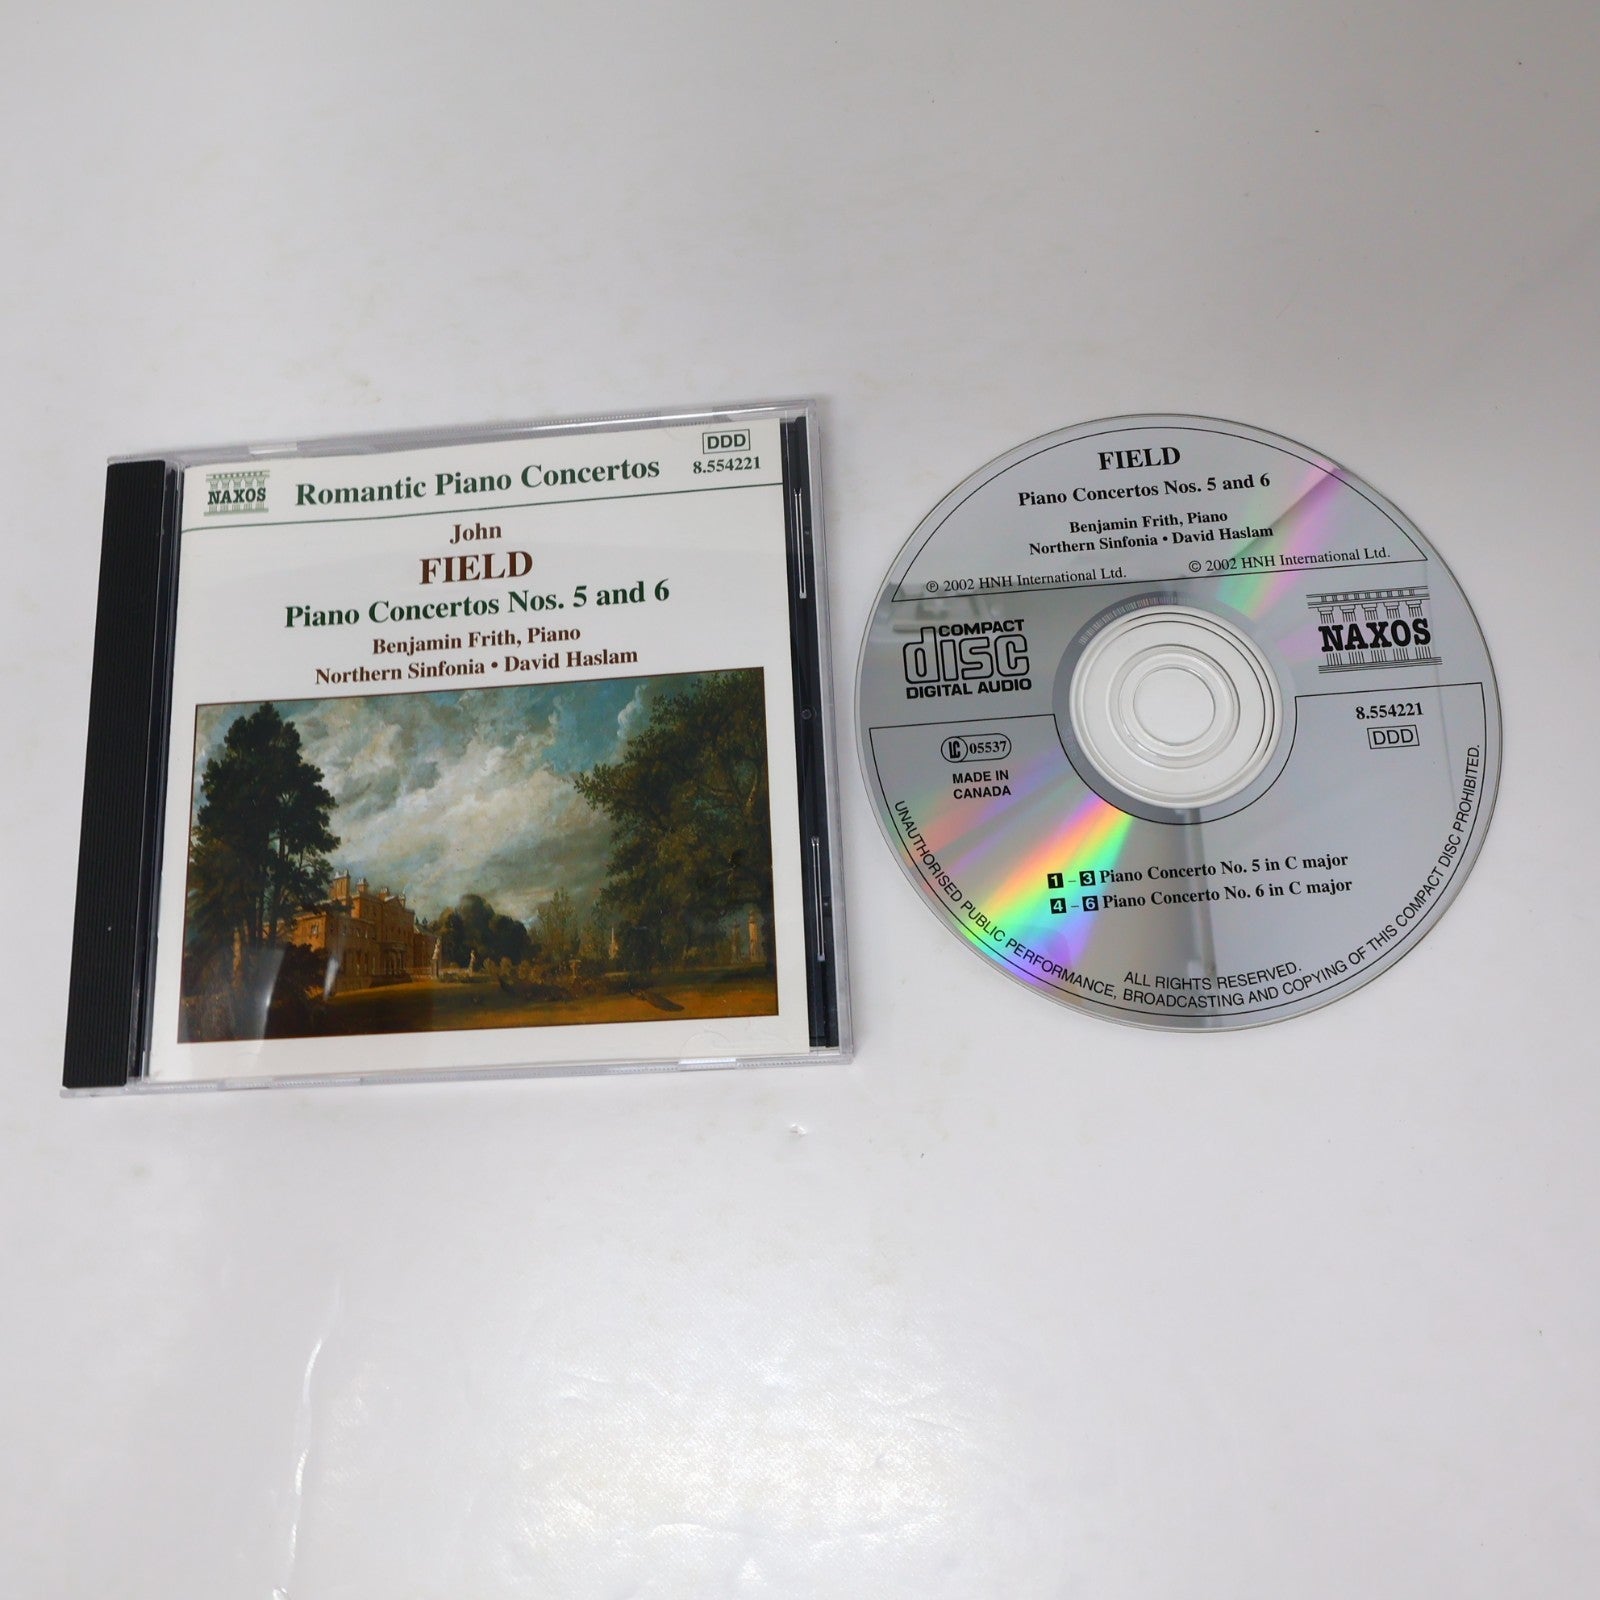 NAXOS
Romantic Piano Concertos
DDD
8.554221
John
FIELD
Piano Concertos Nos. 5 and 6
Benjamin Frith, Piano
Northern Sinfonia • David Haslam
FIELD
Piano Concertos Nos. 5 and 6
Benjamin Frith, Piano
Northern Sinfonia • David Haslam
℗ 2002 HNH International Ltd.
© 2002 HNH International Ltd.
COMPACT
disc
DIGITAL AUDIO
NAXOS
LC 05537
MADE IN
CANADA
8.554221
DDD
1 – 3 Piano Concerto No. 5 in C major
4 – 6 Piano Concerto No. 6 in C major
ALL RIGHTS RESERVED.
UNAUTHORISED PUBLIC PERFORMANCE, BROADCASTING AND COPYING OF THIS COMPACT DISC PROHIBITED.